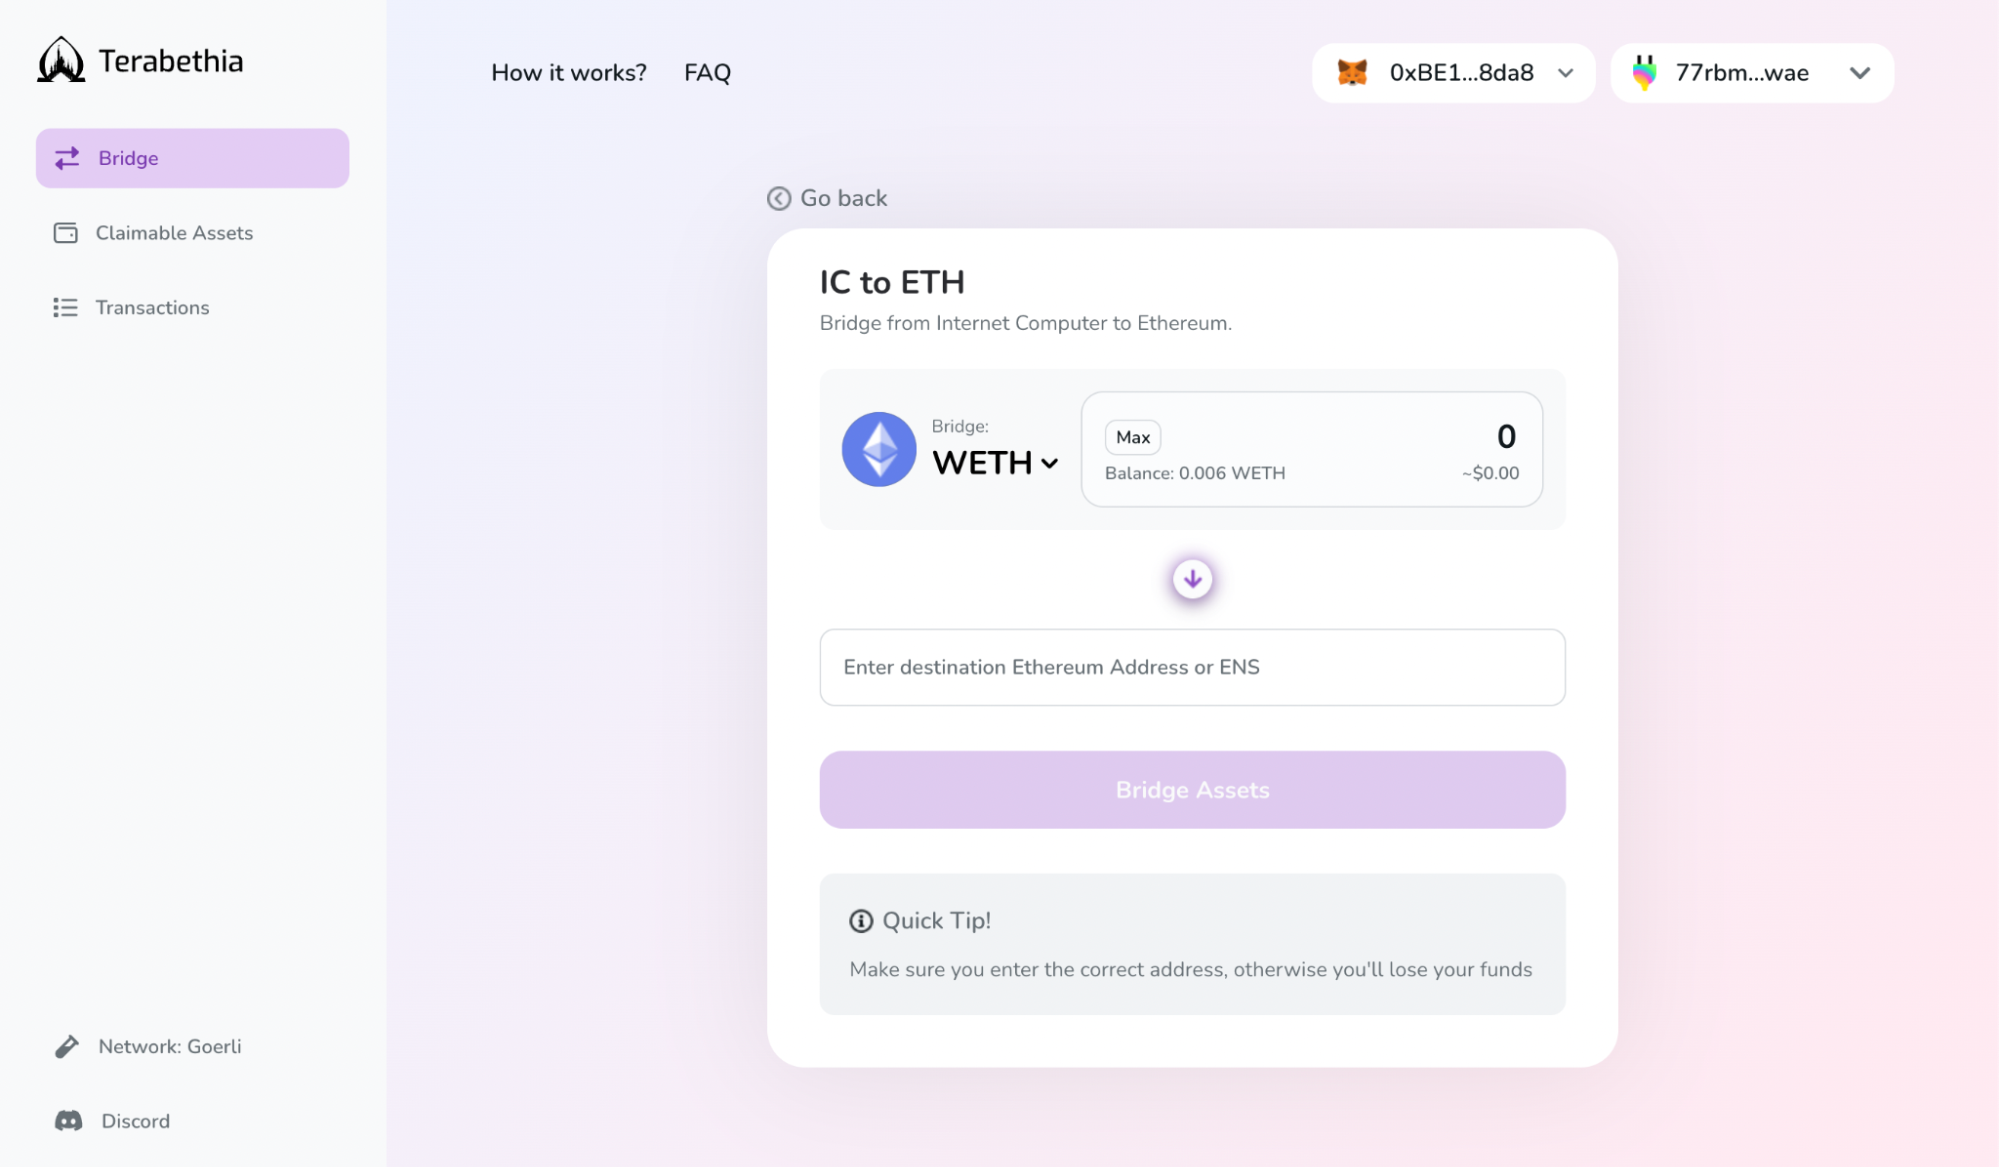 Terabethia
Bridge
Claimable Assets
Transactions
Network: Goerli
Discord
How it works?
FAQ
0xBE1...8da8
77rbm...wae
Go back
IC to ETH
Bridge from Internet Computer to Ethereum.
Bridge:
WETH
Max
0
Balance: 0.006 WETH
~$0.00
Enter destination Ethereum Address or ENS
Bridge Assets
Quick Tip!
Make sure you enter the correct address, otherwise you'll lose your funds